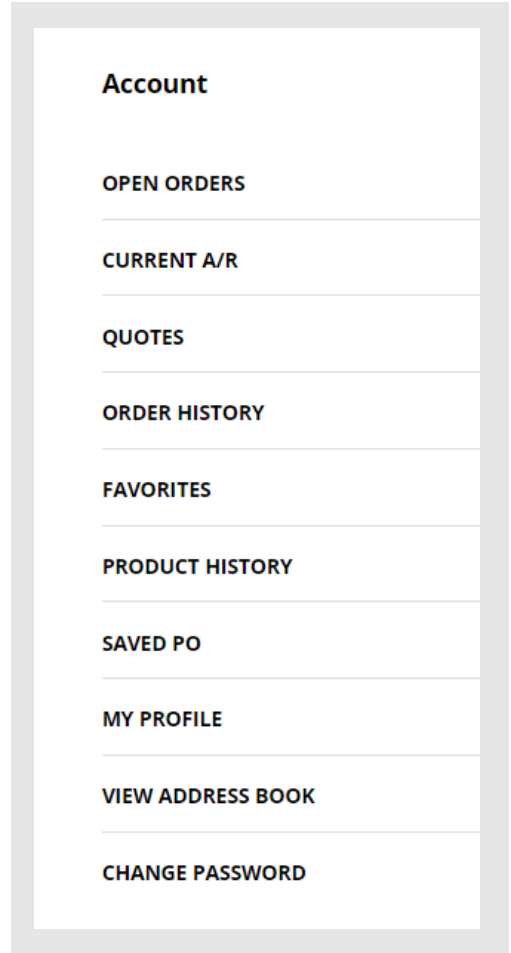 Account
OPEN ORDERS
CURRENT A/R
QUOTES
ORDER HISTORY
FAVORITES
PRODUCT HISTORY
SAVED PO
MY PROFILE
VIEW ADDRESS BOOK
CHANGE PASSWORD